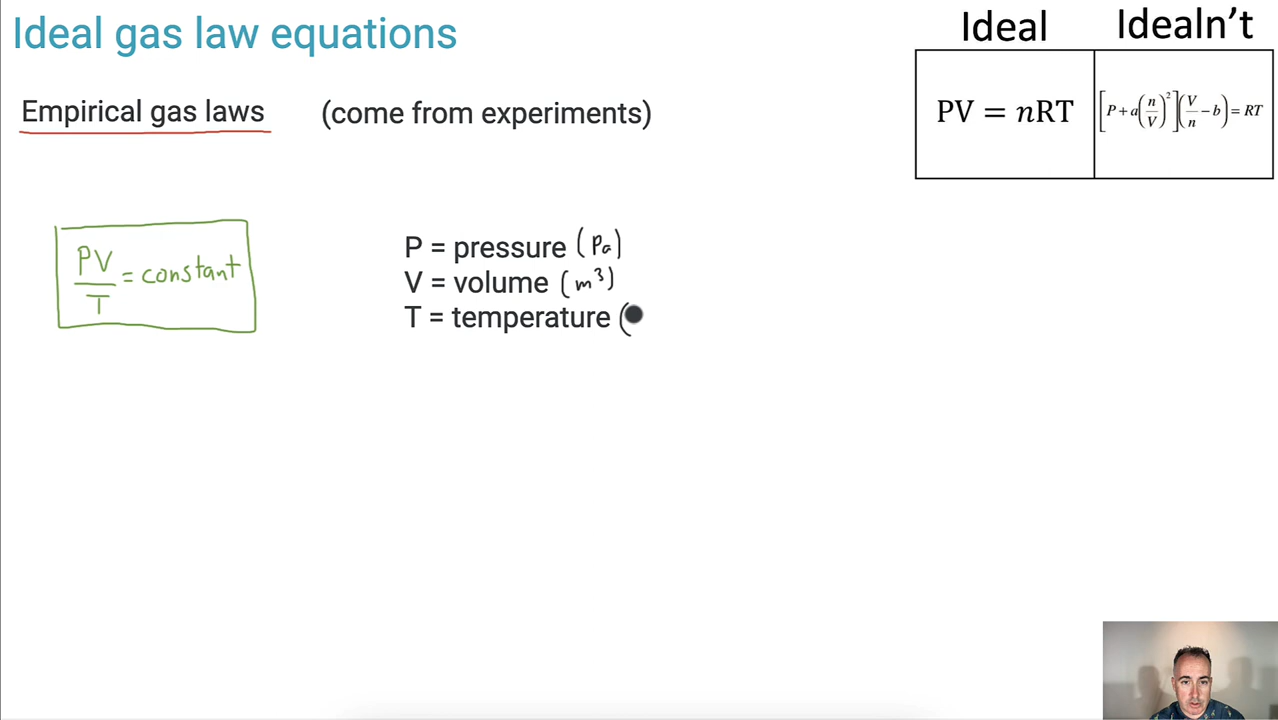 Ideal gas law equations
Ideal Idealn't
Empirical gas laws (come from experiments)
PV = nRT
[P + a(n/V)²](V/n − b) = RT
PV/T = constant
P = pressure (Pa)
V = volume (m³)
T = temperature (